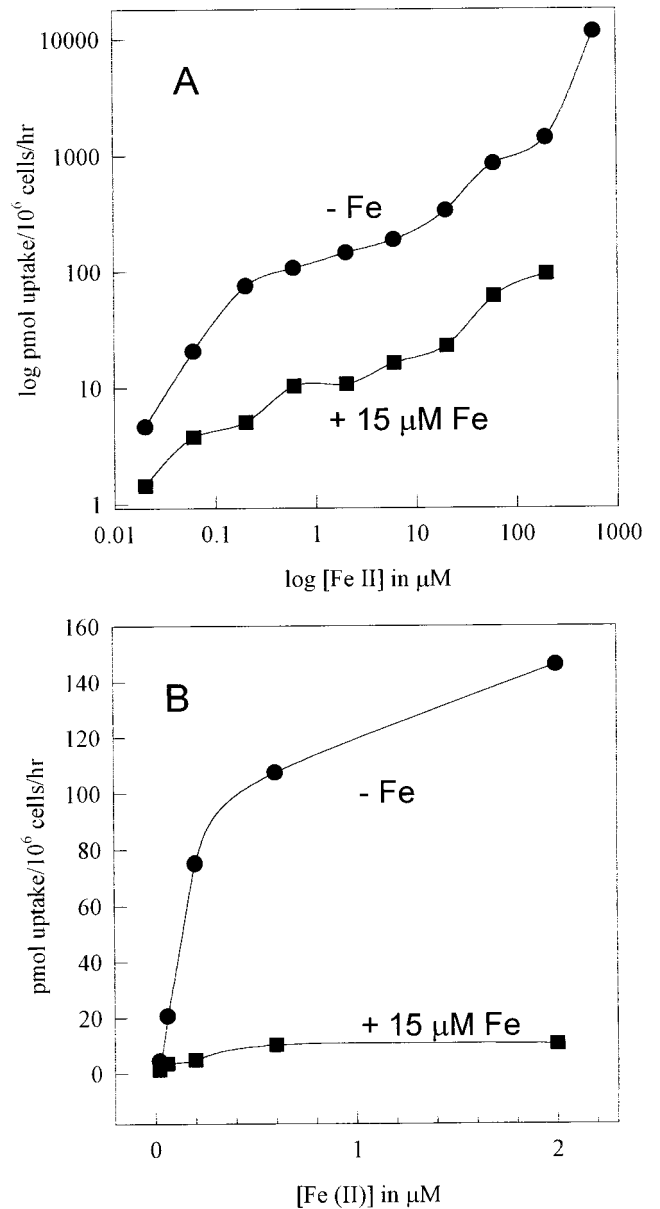 A
log pmol uptake/10⁶ cells/hr
10000
1000
100
10
1
- Fe
+ 15 μM Fe
0.01 0.1 1 10 100 1000
log [Fe II] in μM
B
pmol uptake/10⁶ cells/hr
160
140
120
100
80
60
40
20
0
- Fe
+ 15 μM Fe
0 1 2
[Fe (II)] in μM